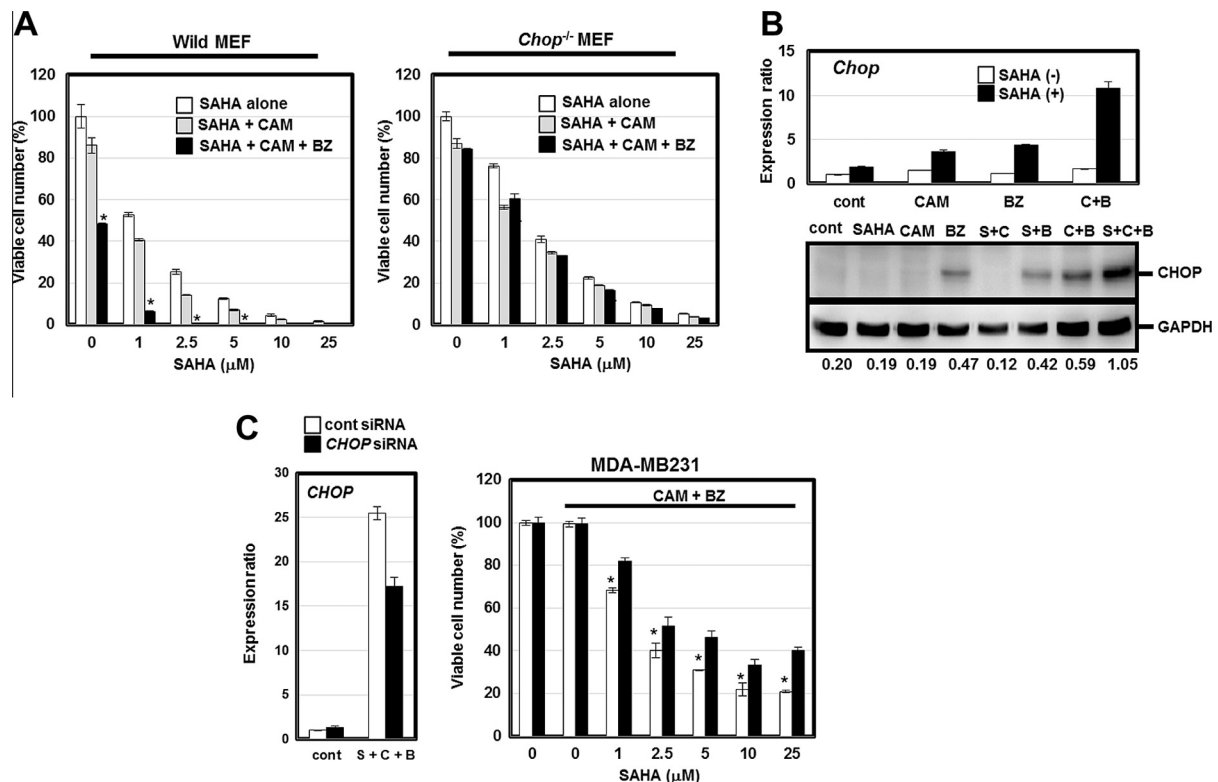 A
Wild MEF
Chop-/- MEF
Viable cell number (%)
120
100
80
60
40
20
0
SAHA alone
SAHA + CAM
SAHA + CAM + BZ
*
*
*
*
0 1 2.5 5 10 25
SAHA (μM)
Viable cell number (%)
120
100
80
60
40
20
0
SAHA alone
SAHA + CAM
SAHA + CAM + BZ
0 1 2.5 5 10 25
SAHA (μM)
B
Expression ratio
15
10
5
0
Chop
SAHA (-)
SAHA (+)
cont CAM BZ C+B
cont SAHA CAM BZ S+C S+B C+B S+C+B
CHOP
GAPDH
0.20 0.19 0.19 0.47 0.12 0.42 0.59 1.05
C
cont siRNA
CHOP siRNA
Expression ratio
30
25
20
15
10
5
0
CHOP
cont S + C + B
MDA-MB231
Viable cell number (%)
120
100
80
60
40
20
0
CAM + BZ
*
*
*
*
*
0 0 1 2.5 5 10 25
SAHA (μM)